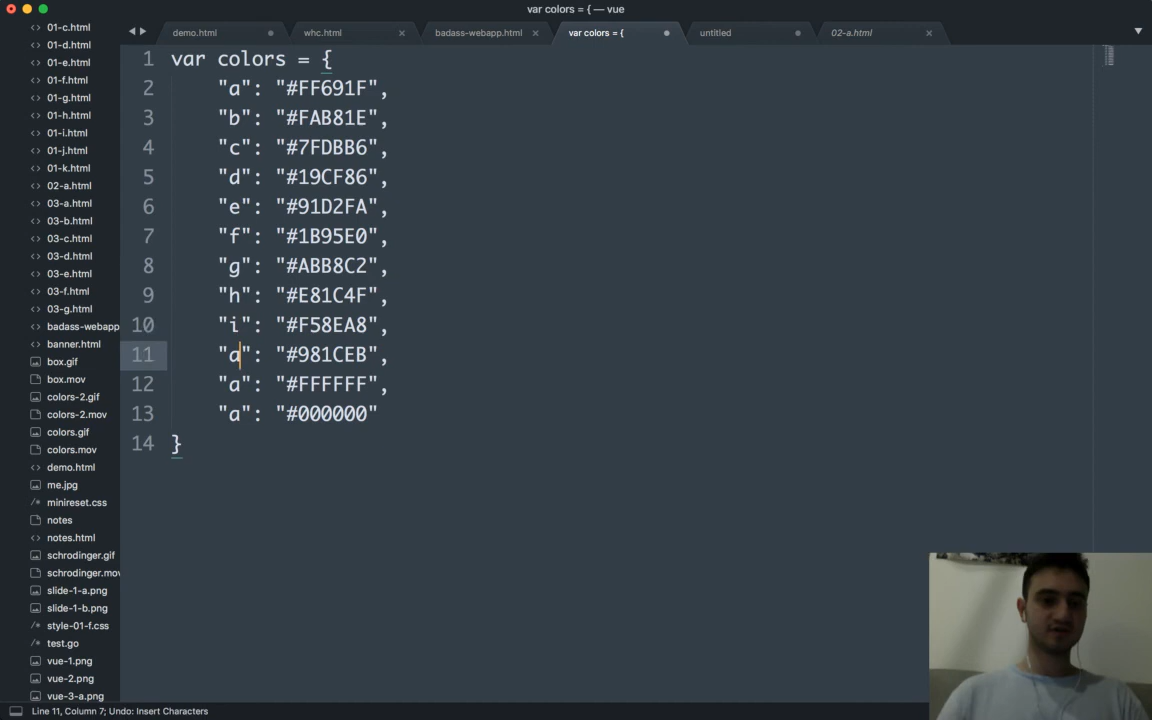 var colors = { — vue
demo.html
whc.html
badass-webapp.html
var colors = {
untitled
02-a.html
01-c.html
01-d.html
01-e.html
01-f.html
01-g.html
01-h.html
01-i.html
01-j.html
01-k.html
02-a.html
03-a.html
03-b.html
03-c.html
03-d.html
03-e.html
03-f.html
03-g.html
badass-webapp
banner.html
box.gif
box.mov
colors-2.gif
colors-2.mov
colors.gif
colors.mov
demo.html
me.jpg
minireset.css
notes
notes.html
schrodinger.gif
schrodinger.mov
slide-1-a.png
slide-1-b.png
style-01-f.css
test.go
vue-1.png
vue-2.png
vue-3-a.png
1 var colors = {
2 "a": "#FF691F",
3 "b": "#FAB81E",
4 "c": "#7FDBB6",
5 "d": "#19CF86",
6 "e": "#91D2FA",
7 "f": "#1B95E0",
8 "g": "#ABB8C2",
9 "h": "#E81C4F",
10 "i": "#F58EA8",
11 "a": "#981CEB",
12 "a": "#FFFFFF",
13 "a": "#000000"
14 }
Line 11, Column 7; Undo: Insert Characters